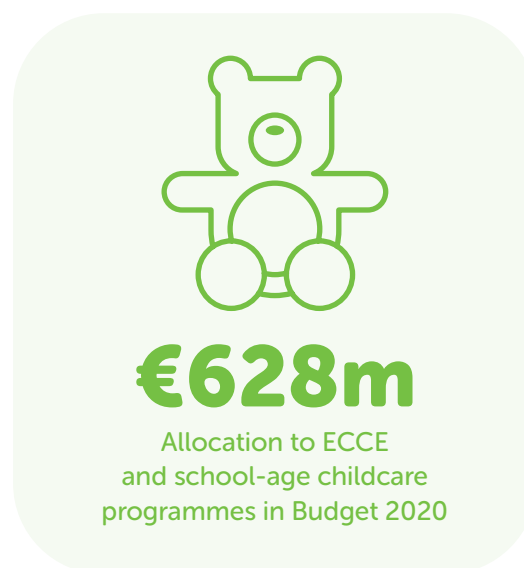 €628m
Allocation to ECCE
and school-age childcare
programmes in Budget 2020